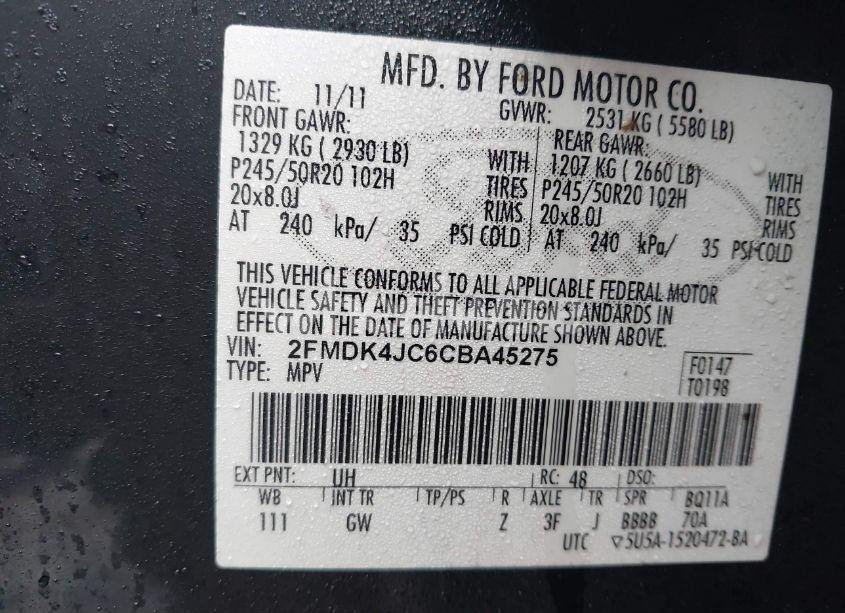 MFD. BY FORD MOTOR CO.
DATE: 11/11 GVWR: 2531 KG ( 5580 LB)
FRONT GAWR: REAR GAWR:
1329 KG ( 2930 LB) WITH 1207 KG ( 2660 LB) WITH
P245/50R20 102H TIRES P245/50R20 102H TIRES
20x8.0J RIMS 20x8.0J RIMS
AT 240 kPa/ 35 PSI COLD AT 240 kPa/ 35 PSI COLD
THIS VEHICLE CONFORMS TO ALL APPLICABLE FEDERAL MOTOR
VEHICLE SAFETY AND THEFT PREVENTION STANDARDS IN
EFFECT ON THE DATE OF MANUFACTURE SHOWN ABOVE.
VIN: 2FMDK4JC6CBA45275
TYPE: MPV
F0147
T0198
EXT PNT: UH RC: 48 DSO:
WB INT TR TP/PS R AXLE TR SPR BQ11A
111 GW Z 3F J BBBB 70A
UTC ▽5U5A-1520472-BA